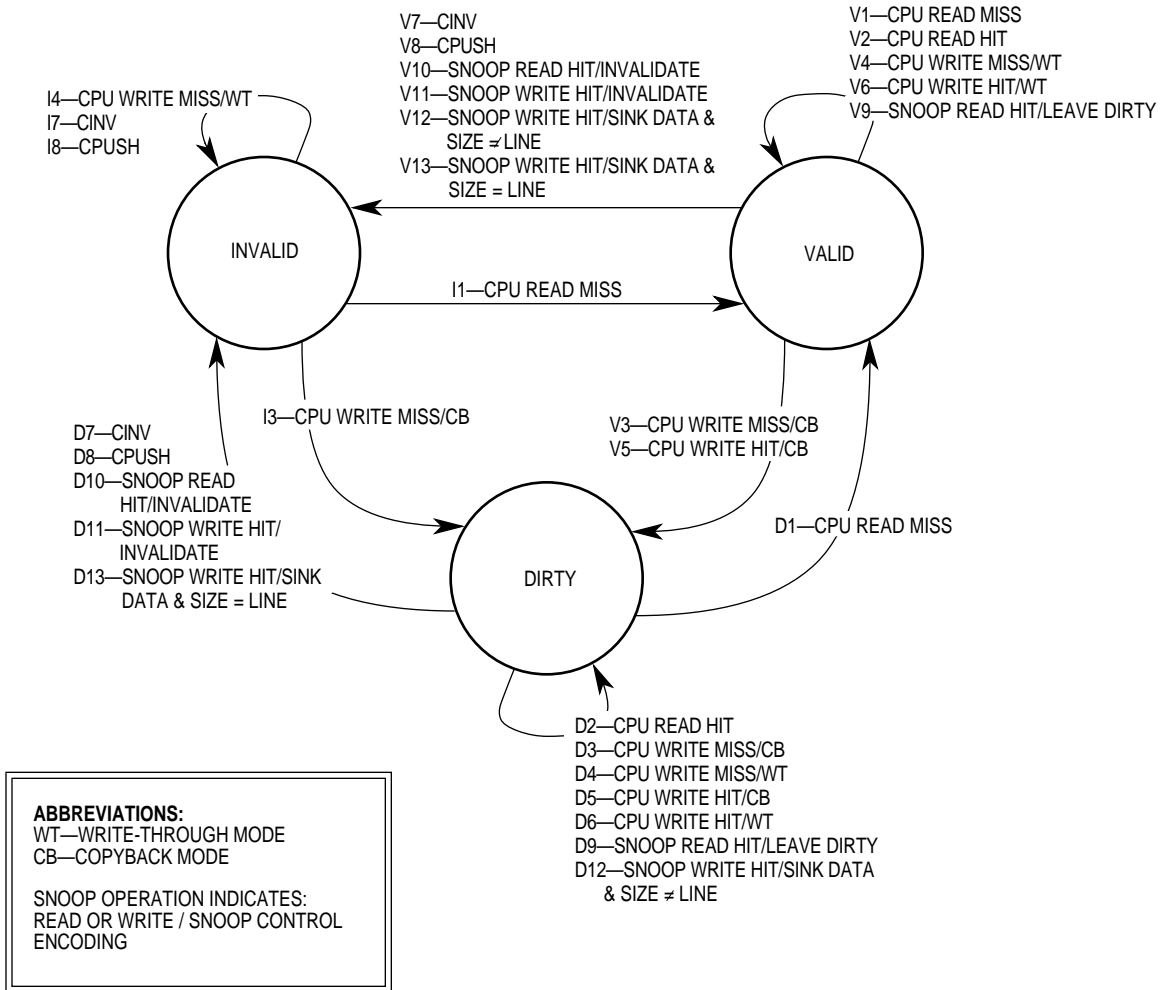 V7—CINV
V8—CPUSH
V10—SNOOP READ HIT/INVALIDATE
V11—SNOOP WRITE HIT/INVALIDATE
V12—SNOOP WRITE HIT/SINK DATA &
SIZE ≠ LINE
V13—SNOOP WRITE HIT/SINK DATA &
SIZE = LINE
V1—CPU READ MISS
V2—CPU READ HIT
V4—CPU WRITE MISS/WT
V6—CPU WRITE HIT/WT
V9—SNOOP READ HIT/LEAVE DIRTY
I4—CPU WRITE MISS/WT
I7—CINV
I8—CPUSH
INVALID
VALID
I1—CPU READ MISS
I3—CPU WRITE MISS/CB
V3—CPU WRITE MISS/CB
V5—CPU WRITE HIT/CB
D7—CINV
D8—CPUSH
D10—SNOOP READ
HIT/INVALIDATE
D11—SNOOP WRITE HIT/
INVALIDATE
D13—SNOOP WRITE HIT/SINK
DATA & SIZE = LINE
D1—CPU READ MISS
DIRTY
D2—CPU READ HIT
D3—CPU WRITE MISS/CB
D4—CPU WRITE MISS/WT
D5—CPU WRITE HIT/CB
D6—CPU WRITE HIT/WT
D9—SNOOP READ HIT/LEAVE DIRTY
D12—SNOOP WRITE HIT/SINK DATA
& SIZE ≠ LINE
ABBREVIATIONS:
WT—WRITE-THROUGH MODE
CB—COPYBACK MODE
SNOOP OPERATION INDICATES:
READ OR WRITE / SNOOP CONTROL
ENCODING